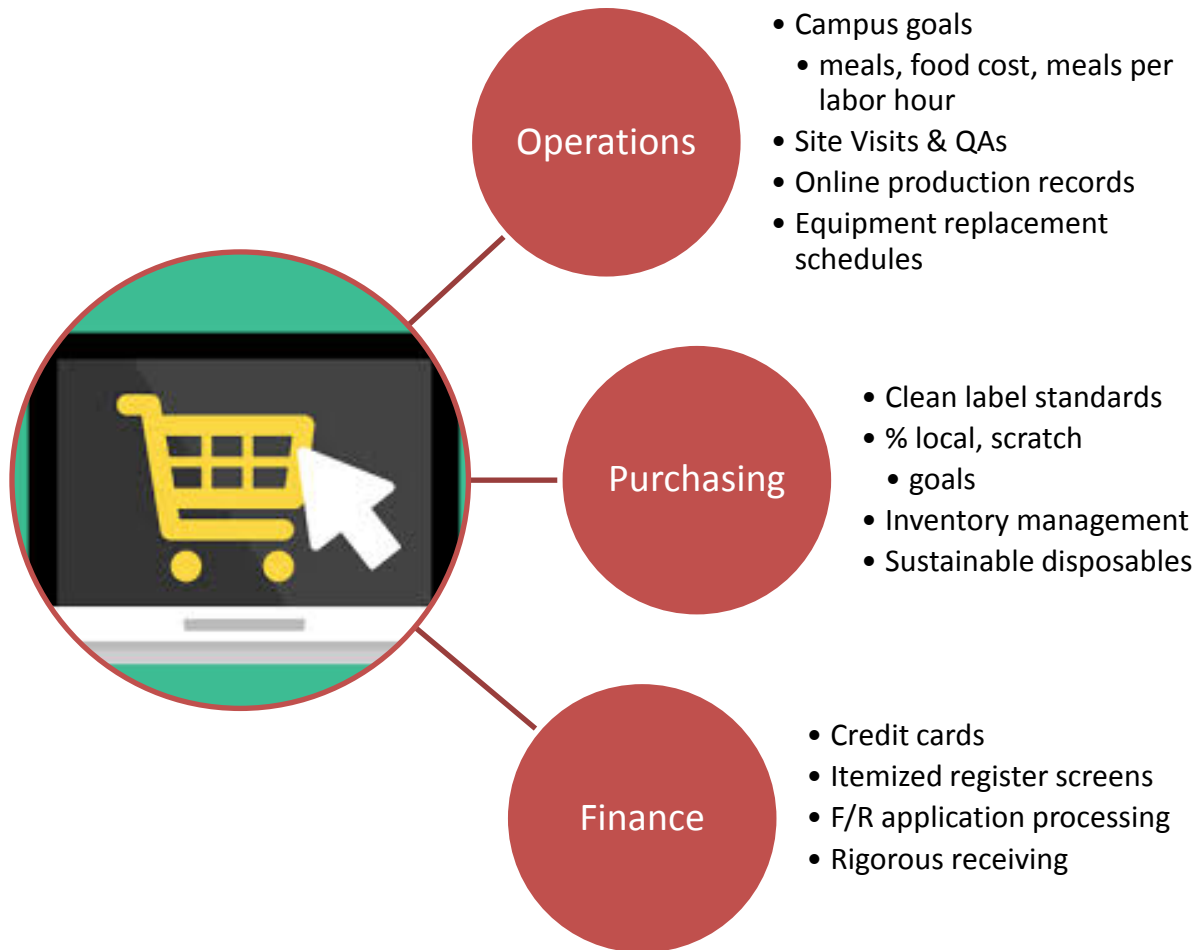 Operations
• Campus goals
• meals, food cost, meals per
labor hour
• Site Visits & QAs
• Online production records
• Equipment replacement
schedules
Purchasing
• Clean label standards
• % local, scratch
• goals
• Inventory management
• Sustainable disposables
Finance
• Credit cards
• Itemized register screens
• F/R application processing
• Rigorous receiving